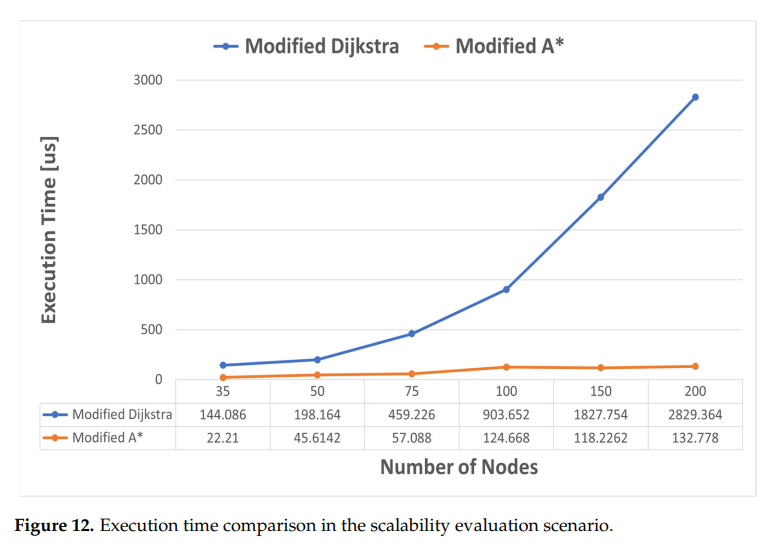 Modified Dijkstra Modified A*
3000
2500
2000
1500
1000
500
0
Execution Time [us]
35 50 75 100 150 200
Modified Dijkstra 144.086 198.164 459.226 903.652 1827.754 2829.364
Modified A* 22.21 45.6142 57.088 124.668 118.2262 132.778
Number of Nodes
Figure 12. Execution time comparison in the scalability evaluation scenario.